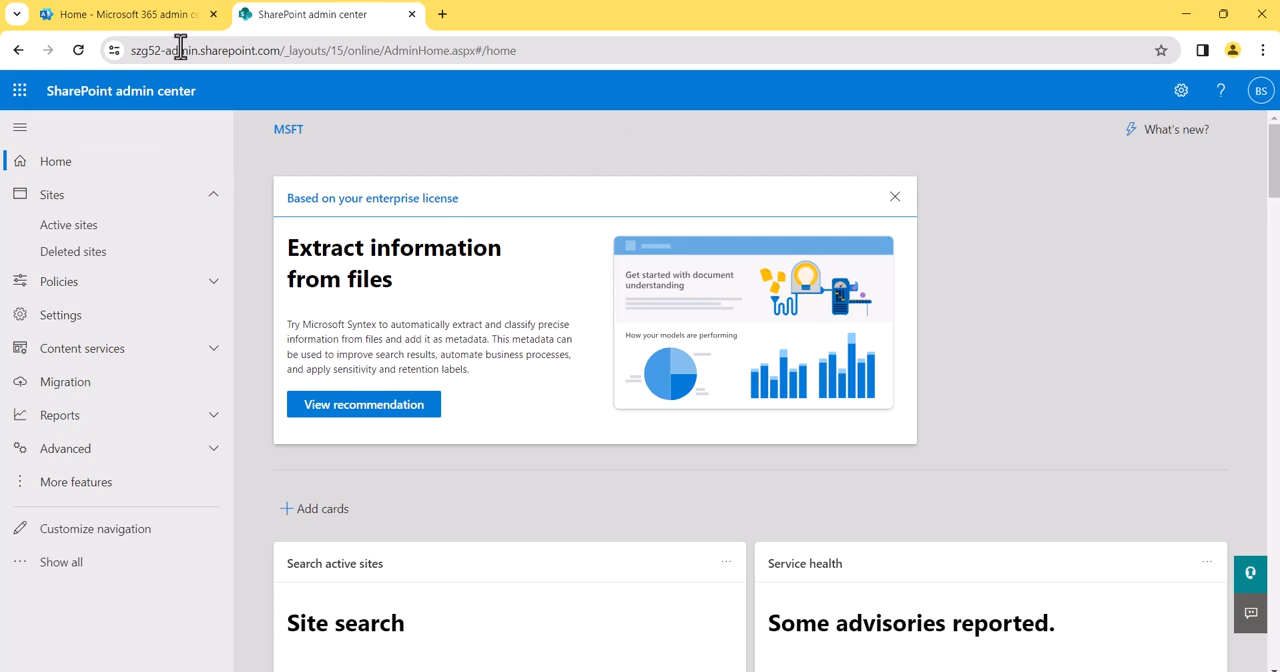 Home - Microsoft 365 admin ce
SharePoint admin center
szg52-admin.sharepoint.com/_layouts/15/online/AdminHome.aspx#/home
SharePoint admin center
BS
MSFT
What's new?
Home
Sites
Active sites
Deleted sites
Policies
Settings
Content services
Migration
Reports
Advanced
More features
Customize navigation
Show all
Based on your enterprise license
Extract information
from files
Try Microsoft Syntex to automatically extract and classify precise
information from files and add it as metadata. This metadata can
be used to improve search results, automate business processes,
and apply sensitivity and retention labels.
View recommendation
Get started with document
understanding
How your models are performing
Add cards
Search active sites
Site search
Service health
Some advisories reported.